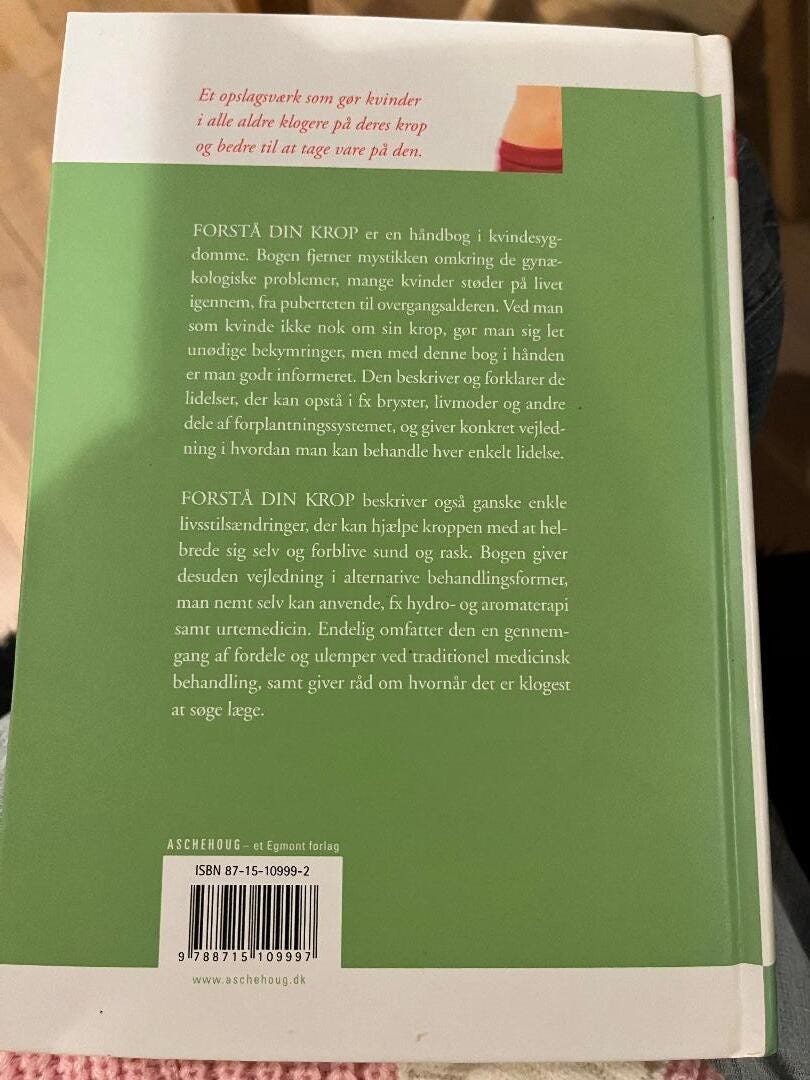 Et opslagsværk som gør kvinder
i alle aldre klogere på deres krop
og bedre til at tage vare på den.
FORSTÅ DIN KROP er en håndbog i kvindesyg-
domme. Bogen fjerner mystikken omkring de gynæ-
kologiske problemer, mange kvinder støder på livet
igennem, fra puberteten til overgangsalderen. Ved man
som kvinde ikke nok om sin krop, gør man sig let
unødige bekymringer, men med denne bog i hånden
er man godt informeret. Den beskriver og forklarer de
lidelser, der kan opstå i fx bryster, livmoder og andre
dele af forplantningssystemet, og giver konkret vejled-
ning i hvordan man kan behandle hver enkelt lidelse.
FORSTÅ DIN KROP beskriver også ganske enkle
livsstilsændringer, der kan hjælpe kroppen med at hel-
brede sig selv og forblive sund og rask. Bogen giver
desuden vejledning i alternative behandlingsformer,
man nemt selv kan anvende, fx hydro- og aromaterapi
samt urtemedicin. Endelig omfatter den en gennem-
gang af fordele og ulemper ved traditionel medicinsk
behandling, samt giver råd om hvornår det er klogest
at søge læge.
ASCHEHOUG – et Egmont forlag
ISBN 87-15-10999-2
9 788715 109997
www.aschehoug.dk